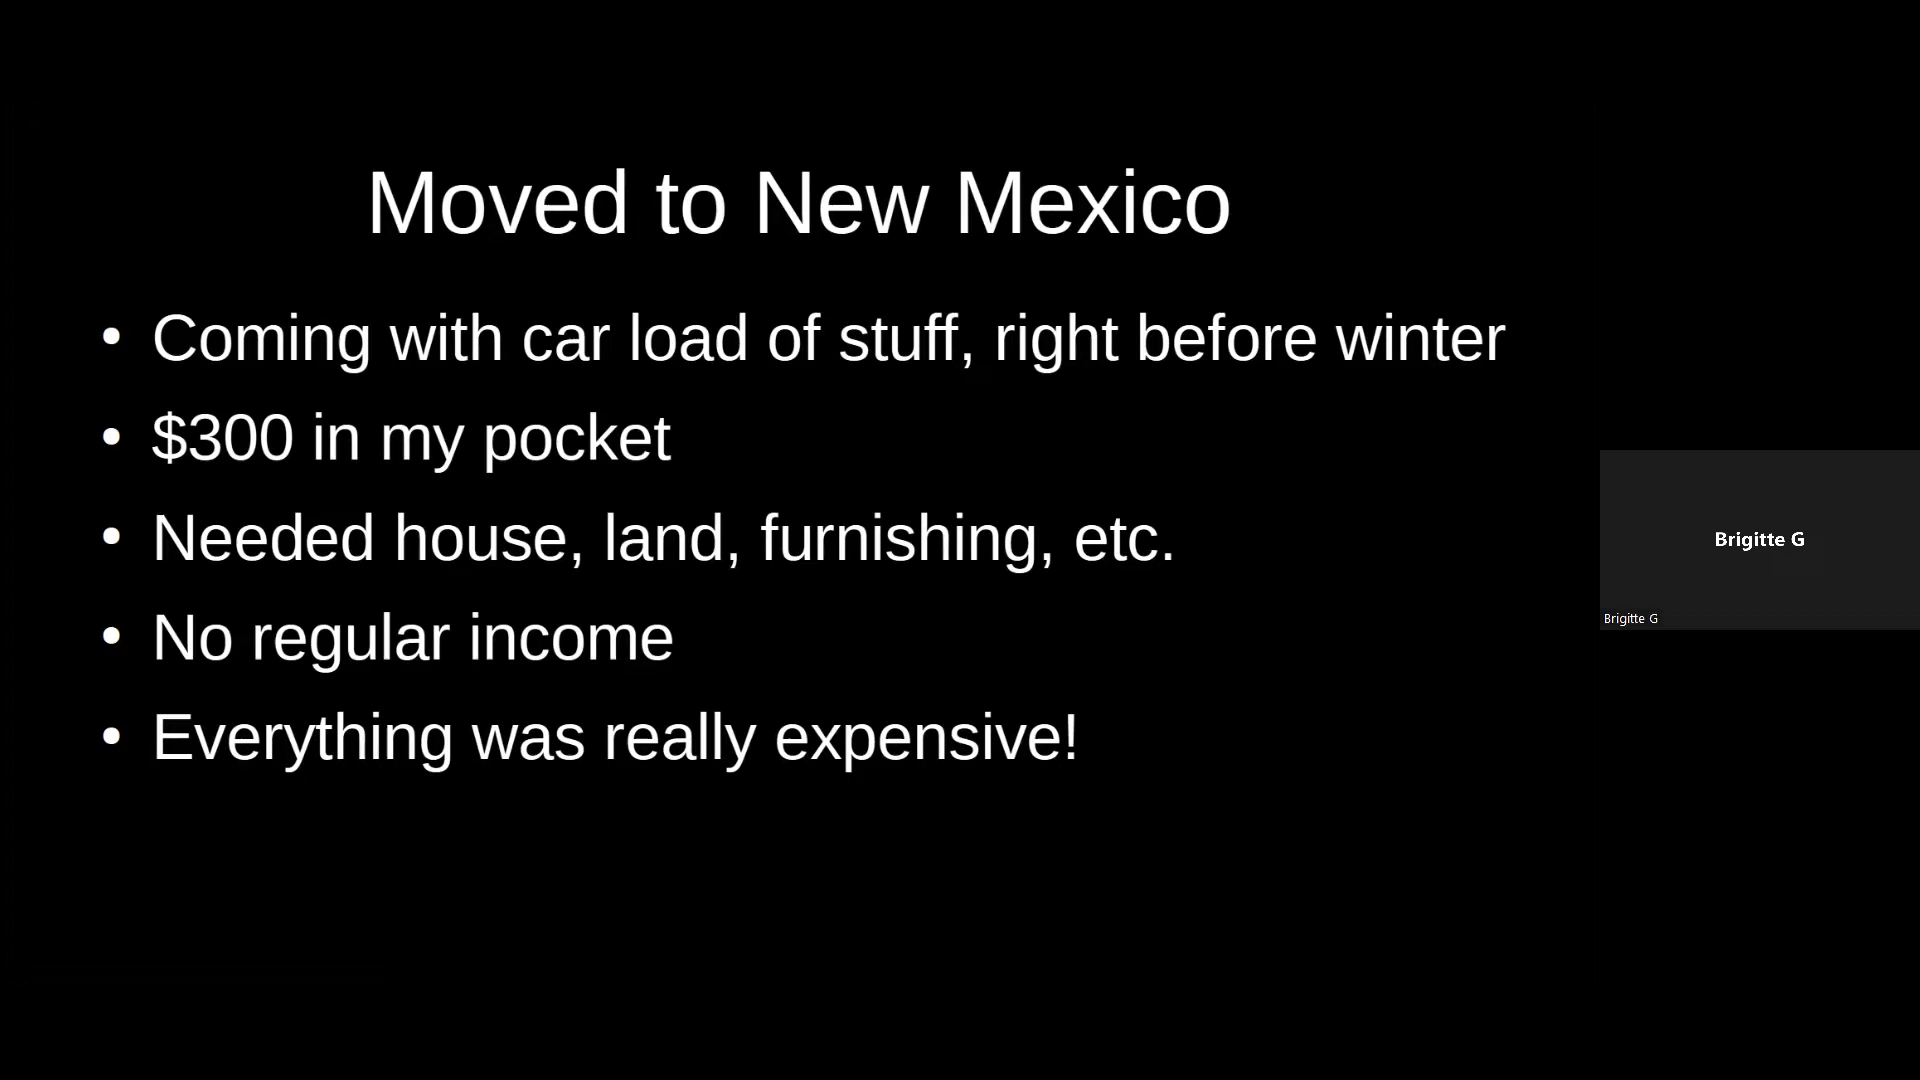 Moved to New Mexico
• Coming with car load of stuff, right before winter
• $300 in my pocket
• Needed house, land, furnishing, etc.
• No regular income
• Everything was really expensive!
Brigitte G
Brigitte G